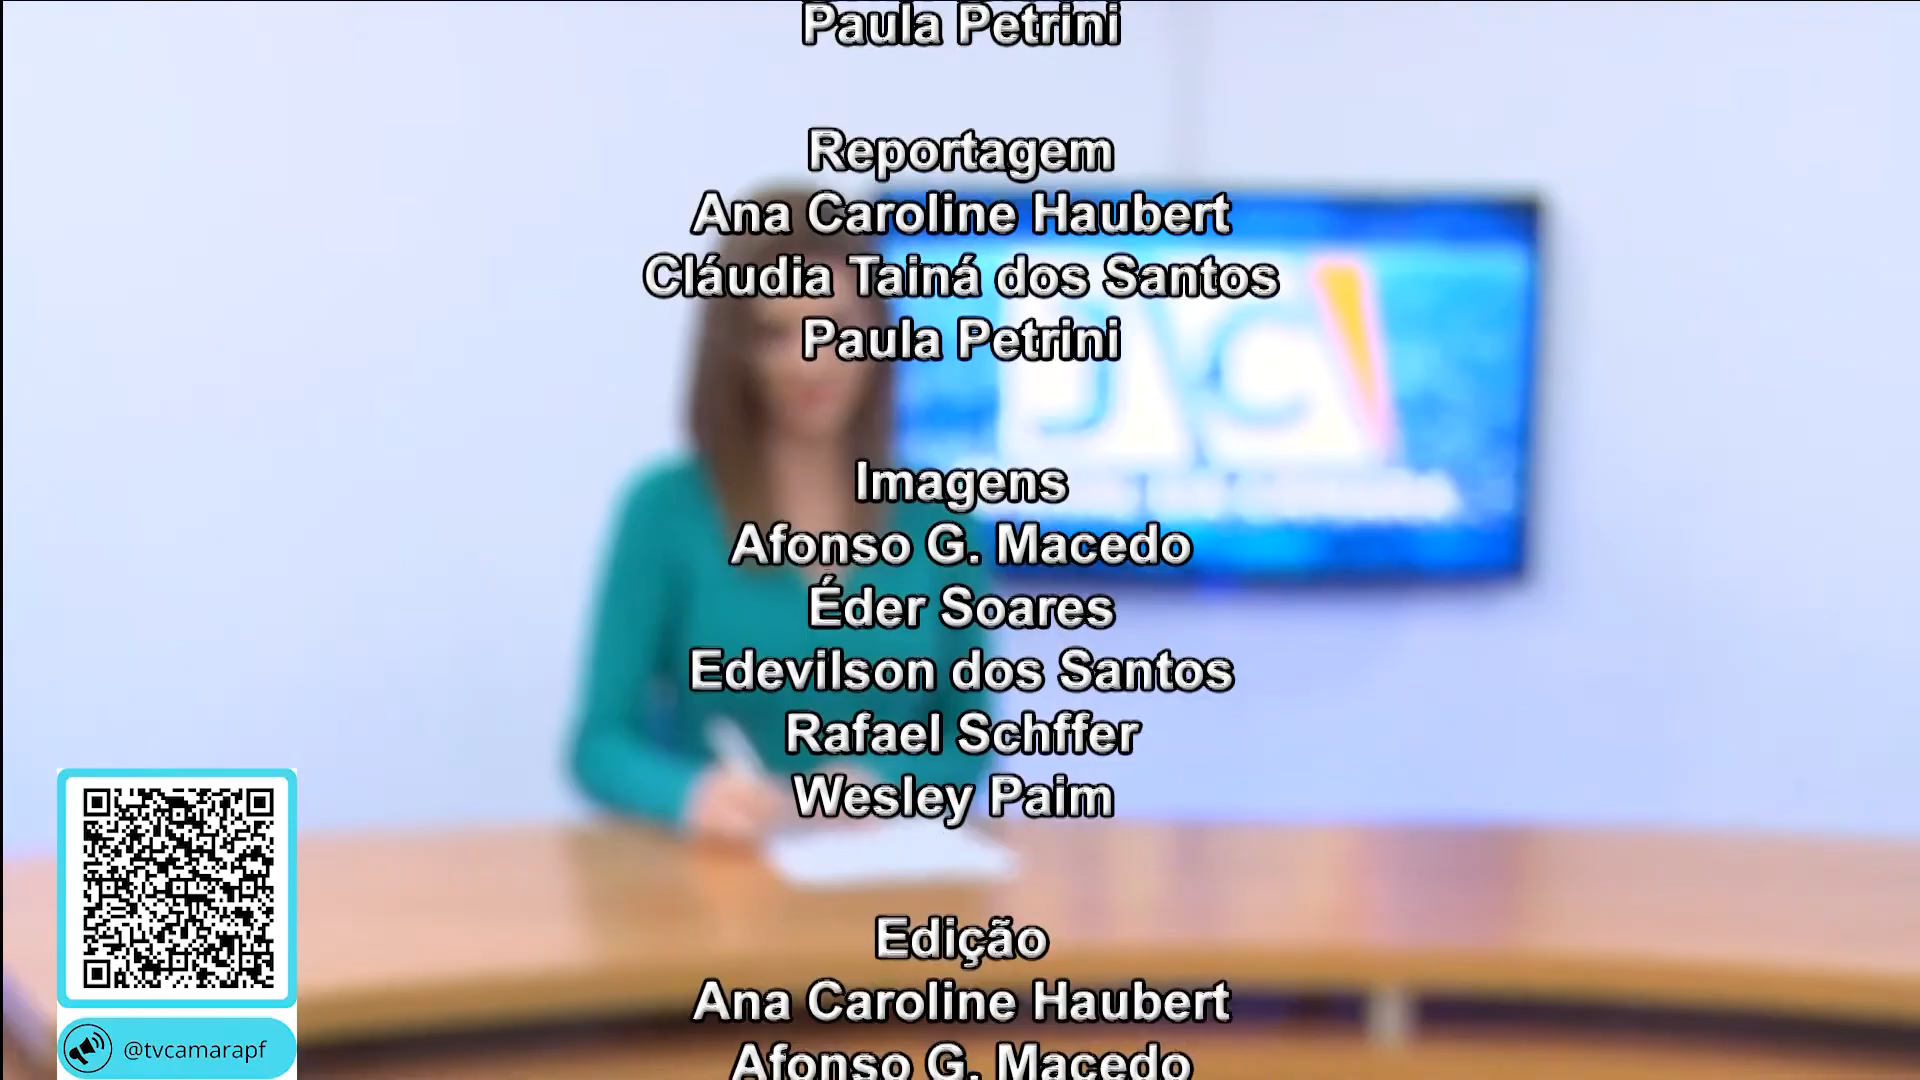 Paula Petrini
Reportagem
Ana Caroline Haubert
Cláudia Tainá dos Santos
Paula Petrini
JC
Imagens
Afonso G. Macedo
Éder Soares
Edevilson dos Santos
Rafael Schffer
Wesley Paim
Edição
Ana Caroline Haubert
Afonso G. Macedo
@tvcamarapf